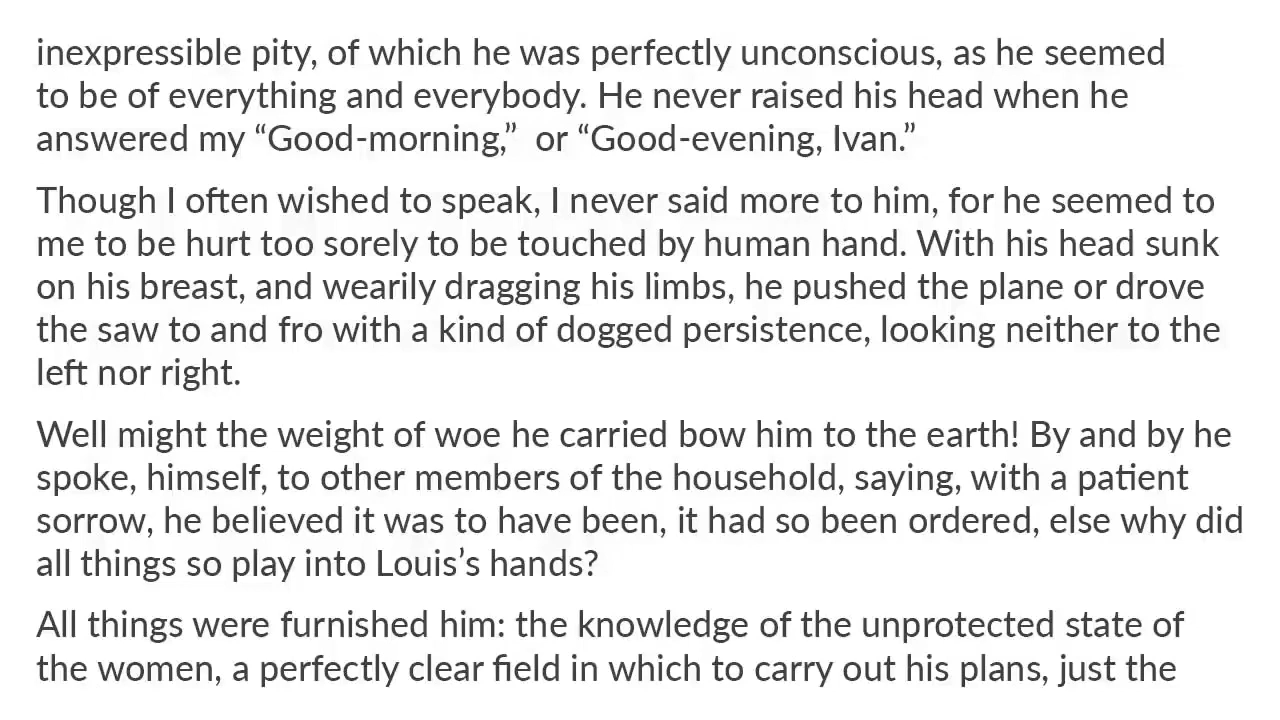 inexpressible pity, of which he was perfectly unconscious, as he seemed
to be of everything and everybody. He never raised his head when he
answered my “Good-morning,”  or “Good-evening, Ivan.”
Though I often wished to speak, I never said more to him, for he seemed to
me to be hurt too sorely to be touched by human hand. With his head sunk
on his breast, and wearily dragging his limbs, he pushed the plane or drove
the saw to and fro with a kind of dogged persistence, looking neither to the
left nor right.
Well might the weight of woe he carried bow him to the earth! By and by he
spoke, himself, to other members of the household, saying, with a patient
sorrow, he believed it was to have been, it had so been ordered, else why did
all things so play into Louis’s hands?
All things were furnished him: the knowledge of the unprotected state of
the women, a perfectly clear field in which to carry out his plans, just the